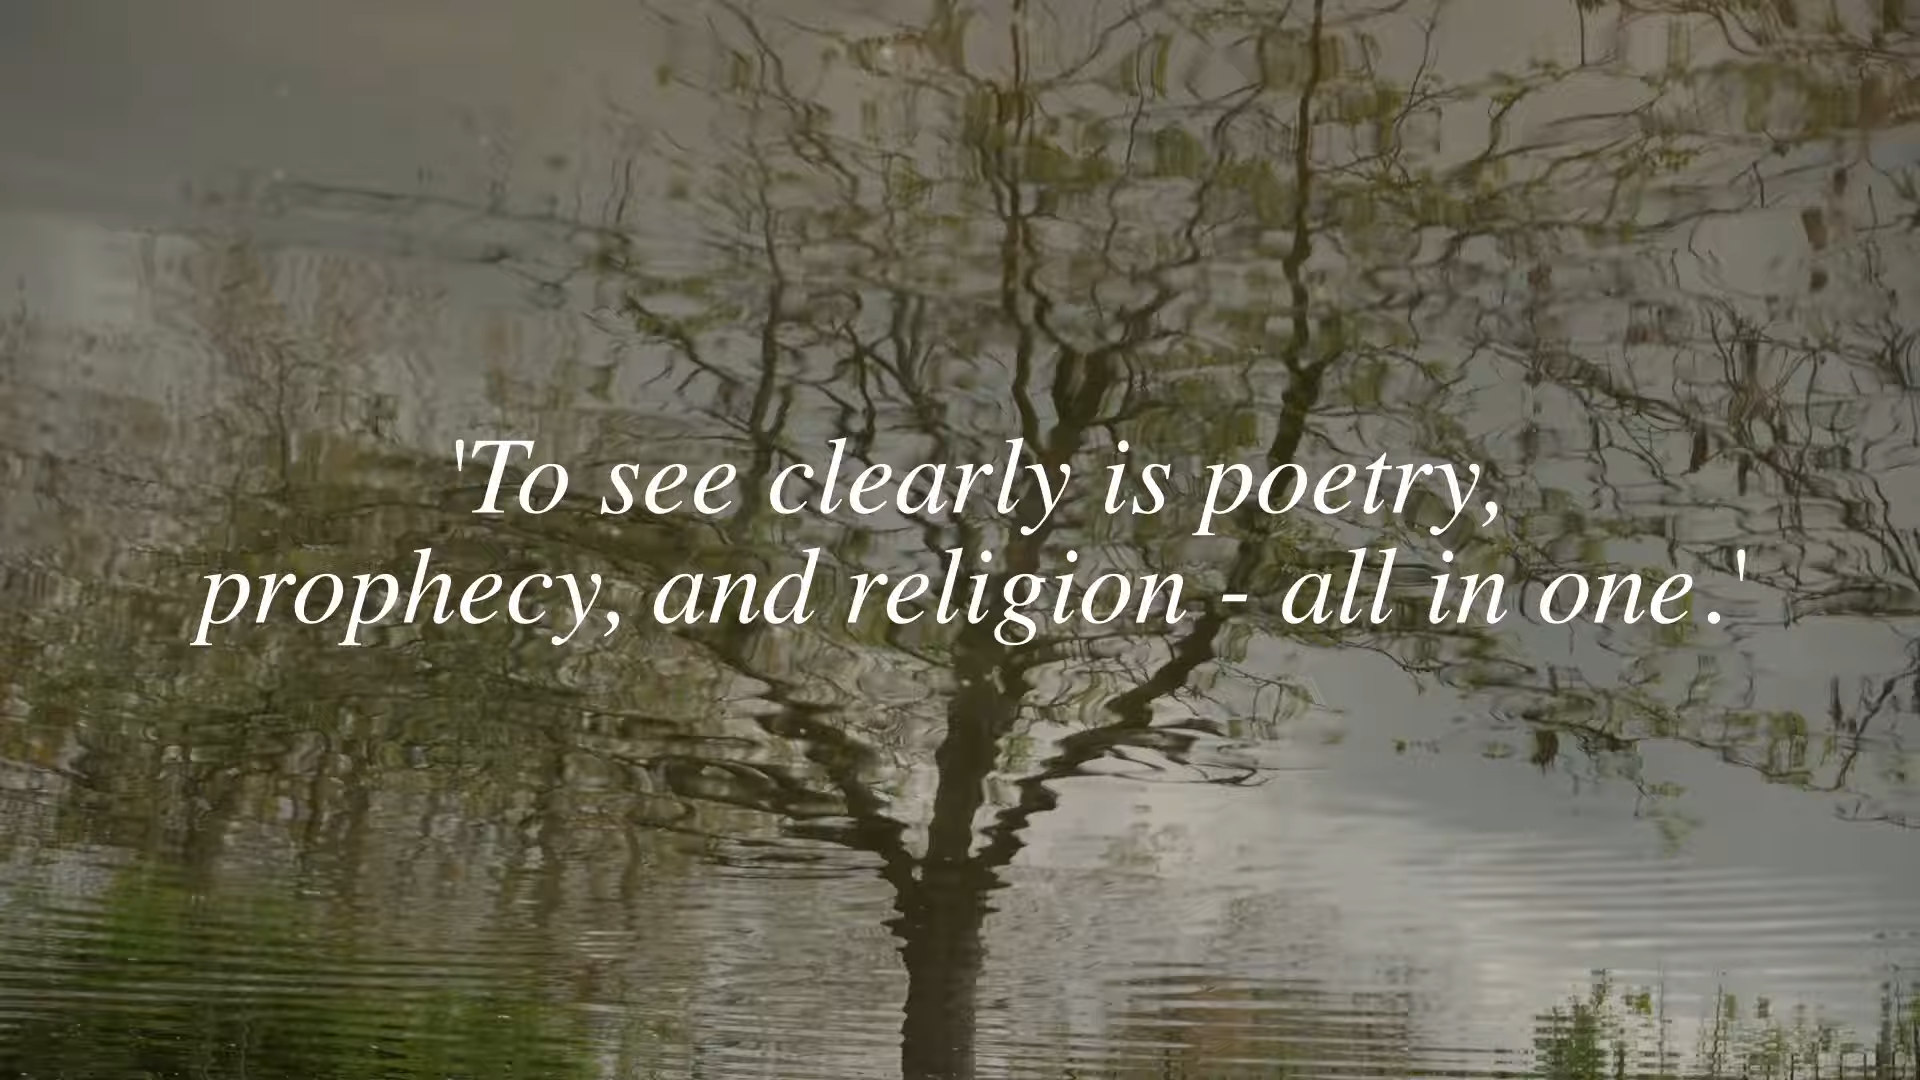 'To see clearly is poetry,
prophecy, and religion - all in one.'